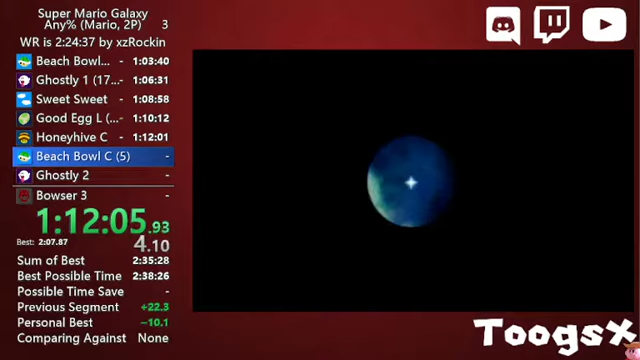 Super Mario Galaxy
Any% (Mario, 2P) 3
WR is 2:24:37 by xzRockin
Beach Bowl... - 1:03:40
Ghostly 1 (17... - 1:06:31
Sweet Sweet - 1:08:58
Good Egg L (... - 1:10:12
Honeyhive C - 1:12:01
Beach Bowl C (5) -
Ghostly 2 -
Bowser 3 -
1:12:05.93
Best: 2:07.87 4.10
Sum of Best 2:35:28
Best Possible Time 2:38:26
Possible Time Save -
Previous Segment +22.3
Personal Best −10.1
Comparing Against None
ToogsX